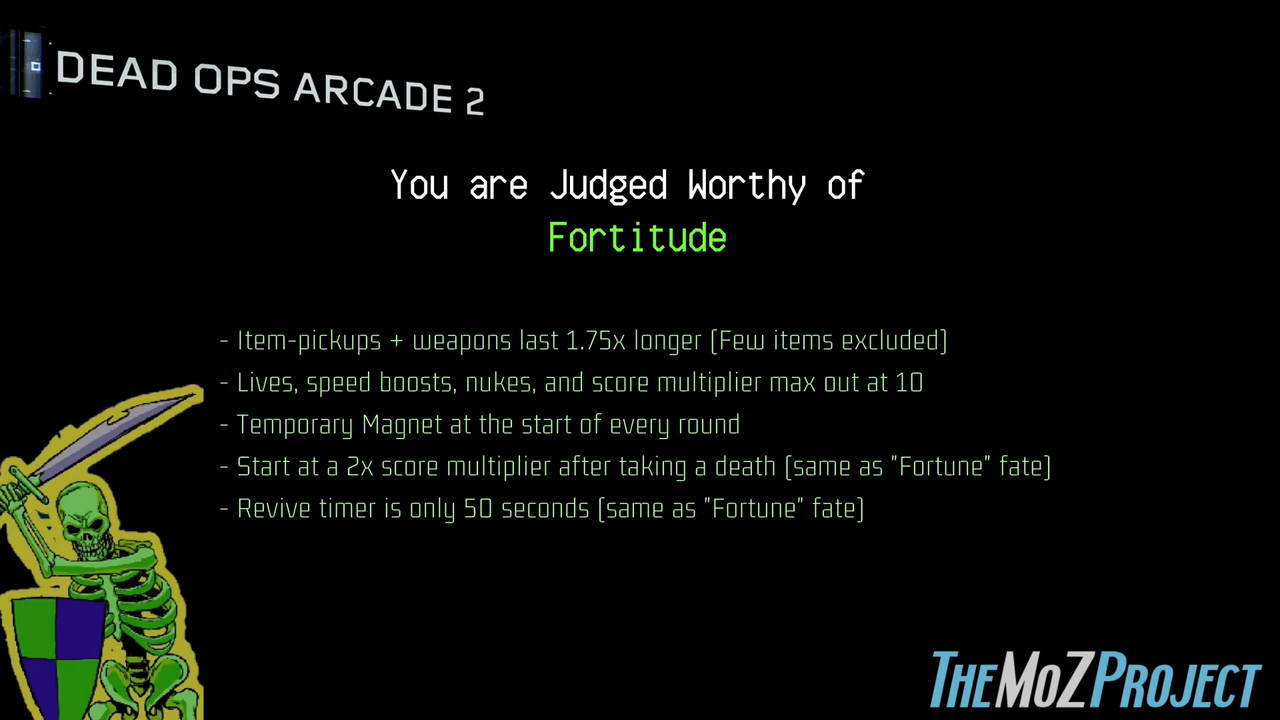 DEAD OPS ARCADE 2
You are Judged Worthy of
Fortitude
- Item-pickups + weapons last 1.75x longer (Few items excluded)
- Lives, speed boosts, nukes, and score multiplier max out at 10
- Temporary Magnet at the start of every round
- Start at a 2x score multiplier after taking a death (same as "Fortune" fate)
- Revive timer is only 50 seconds (same as "Fortune" fate)
THEMOZPROJECT